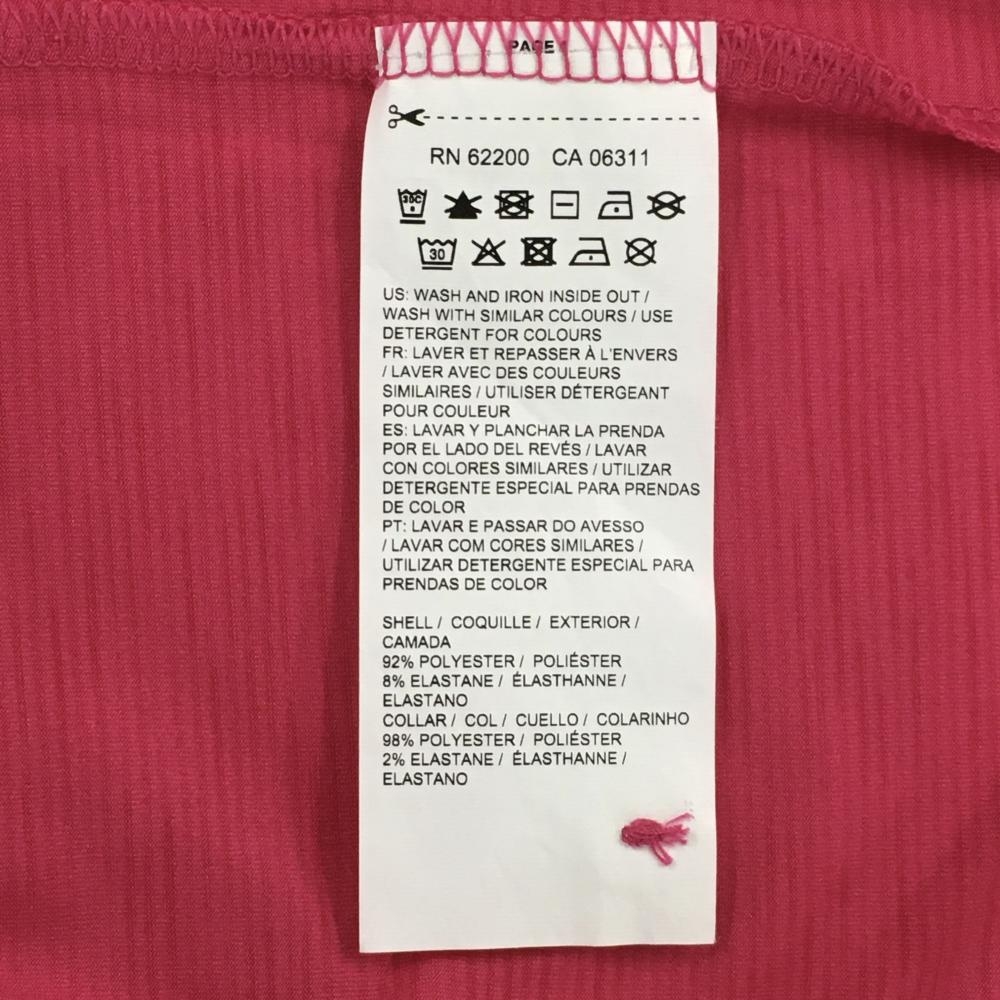 RN 62200 CA 06311
30C
30
US: WASH AND IRON INSIDE OUT /
WASH WITH SIMILAR COLOURS / USE
DETERGENT FOR COLOURS
FR: LAVER ET REPASSER À L'ENVERS
/ LAVER AVEC DES COULEURS
SIMILAIRES / UTILISER DÉTERGEANT
POUR COULEUR
ES: LAVAR Y PLANCHAR LA PRENDA
POR EL LADO DEL REVÉS / LAVAR
CON COLORES SIMILARES / UTILIZAR
DETERGENTE ESPECIAL PARA PRENDAS
DE COLOR
PT: LAVAR E PASSAR DO AVESSO
/ LAVAR COM CORES SIMILARES /
UTILIZAR DETERGENTE ESPECIAL PARA
PRENDAS DE COLOR
SHELL / COQUILLE / EXTERIOR /
CAMADA
92% POLYESTER / POLIÉSTER
8% ELASTANE / ÉLASTHANNE /
ELASTANO
COLLAR / COL / CUELLO / COLARINHO
98% POLYESTER / POLIÉSTER
2% ELASTANE / ÉLASTHANNE /
ELASTANO